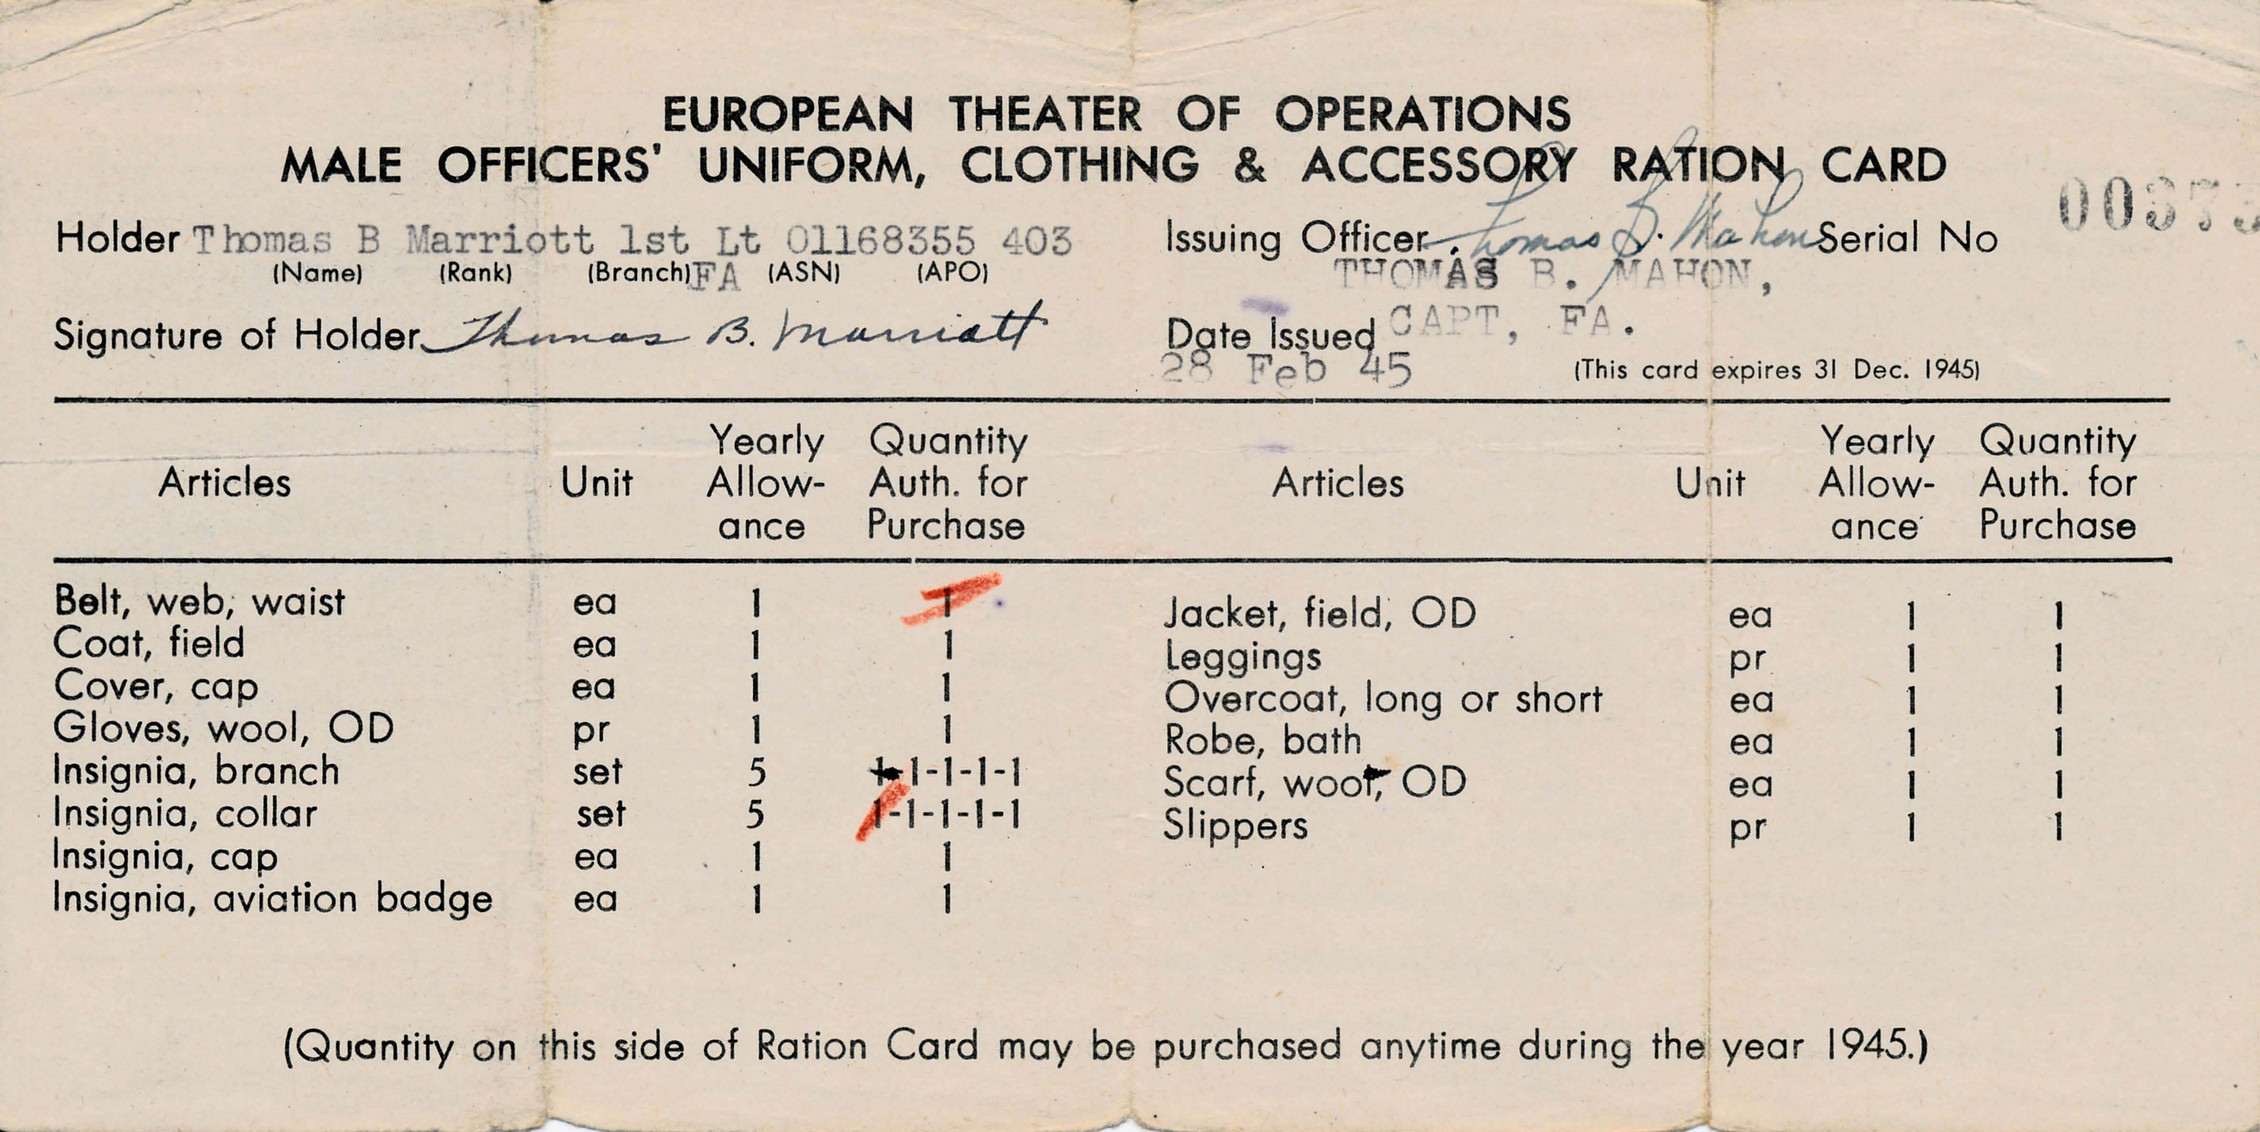 EUROPEAN THEATER OF OPERATIONS
MALE OFFICERS' UNIFORM, CLOTHING & ACCESSORY RATION CARD
Holder Thomas B Marriott 1st Lt 01168355 403
(Name) (Rank) (Branch) FA (ASN) (APO)
Signature of Holder Thomas B. Marriott
Issuing Officer Thomas B. Mahon Serial No
THOMAS B. MAHON,
CAPT, FA.
Date Issued
28 Feb 45 (This card expires 31 Dec. 1945)
Articles Unit Yearly Allow-ance Quantity Auth. for Purchase
Belt, web, waist ea 1 1
Coat, field ea 1 1
Cover, cap ea 1 1
Gloves, wool, OD pr 1 1
Insignia, branch set 5 1-1-1-1-1
Insignia, collar set 5 1-1-1-1-1
Insignia, cap ea 1 1
Insignia, aviation badge ea 1 1
Articles Unit Yearly Allow-ance Quantity Auth. for Purchase
Jacket, field, OD ea 1 1
Leggings pr 1 1
Overcoat, long or short ea 1 1
Robe, bath ea 1 1
Scarf, wool, OD ea 1 1
Slippers pr 1 1
(Quantity on this side of Ration Card may be purchased anytime during the year 1945.)